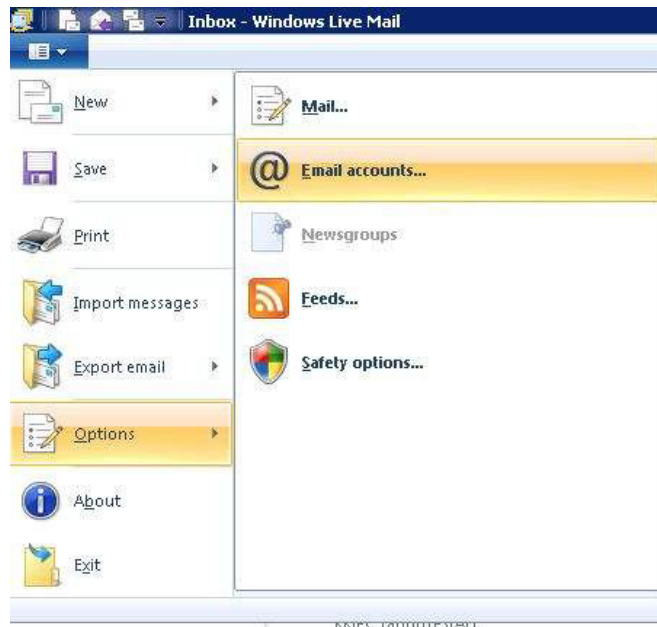 Inbox - Windows Live Mail
New
Save
Print
Import messages
Export email
Options
About
Exit
Mail...
Email accounts...
Newsgroups
Feeds...
Safety options...